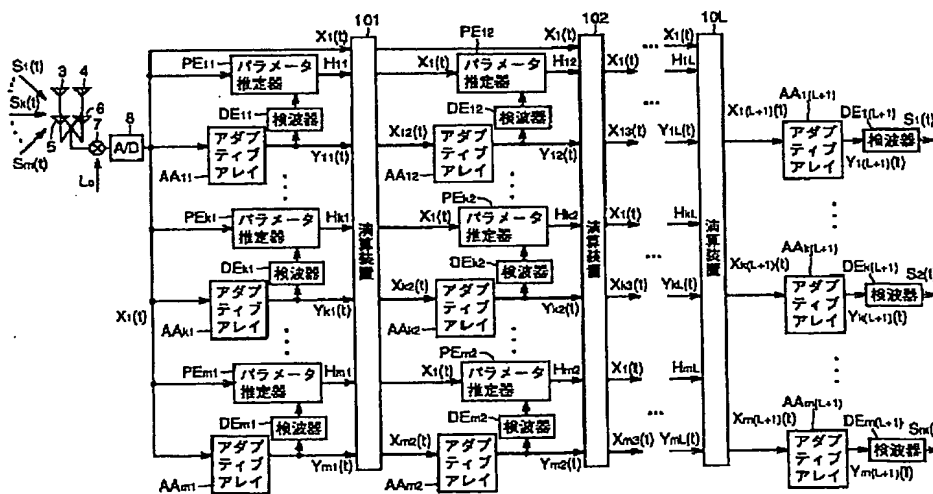 101
102
10L
S1(t)
Sk(t)
Sm(t)
3
4
5
6
7
8
A/D
Lo
X1(t)
X1(t)
PE11
パラメータ
推定器
H11
DE11
検波器
アダプ
ティブ
アレイ
AA11
Y11(t)
PEk1
パラメータ
推定器
Hk1
DEk1
検波器
アダプ
ティブ
アレイ
AAk1
Yk1(t)
PEm1
パラメータ
推定器
Hm1
DEm1
検波器
アダプ
ティブ
アレイ
AAm1
Ym1(t)
演算装置
PE12
X1(t)
X1(t)
パラメータ
推定器
H12
DE12
検波器
X12(t)
アダプ
ティブ
アレイ
AA12
Y12(t)
PEk2
X1(t)
パラメータ
推定器
Hk2
DEk2
検波器
Xk2(t)
アダプ
ティブ
アレイ
AAk2
Yk2(t)
PEm2
X1(t)
パラメータ
推定器
Hm2
DEm2
検波器
Xm2(t)
アダプ
ティブ
アレイ
AAm2
Ym2(t)
演算装置
X1(t)
X1(t)
X1(t)
H1L
X13(t)
Y1L(t)
X1(t)
HkL
Xk3(t)
YkL(t)
X1(t)
HmL
Xm3(t)
YmL(t)
演算装置
AA1(L+1)
X1(L+1)(t)
アダプ
ティブ
アレイ
DE1(L+1)
検波器
S1(t)
Y1(L+1)(t)
AAk(L+1)
Xk(L+1)(t)
アダプ
ティブ
アレイ
DEk(L+1)
検波器
S2(t)
Yk(L+1)(t)
AAm(L+1)
Xm(L+1)(t)
アダプ
ティブ
アレイ
DEm(L+1)
検波器
Sm(t)
Ym(L+1)(t)